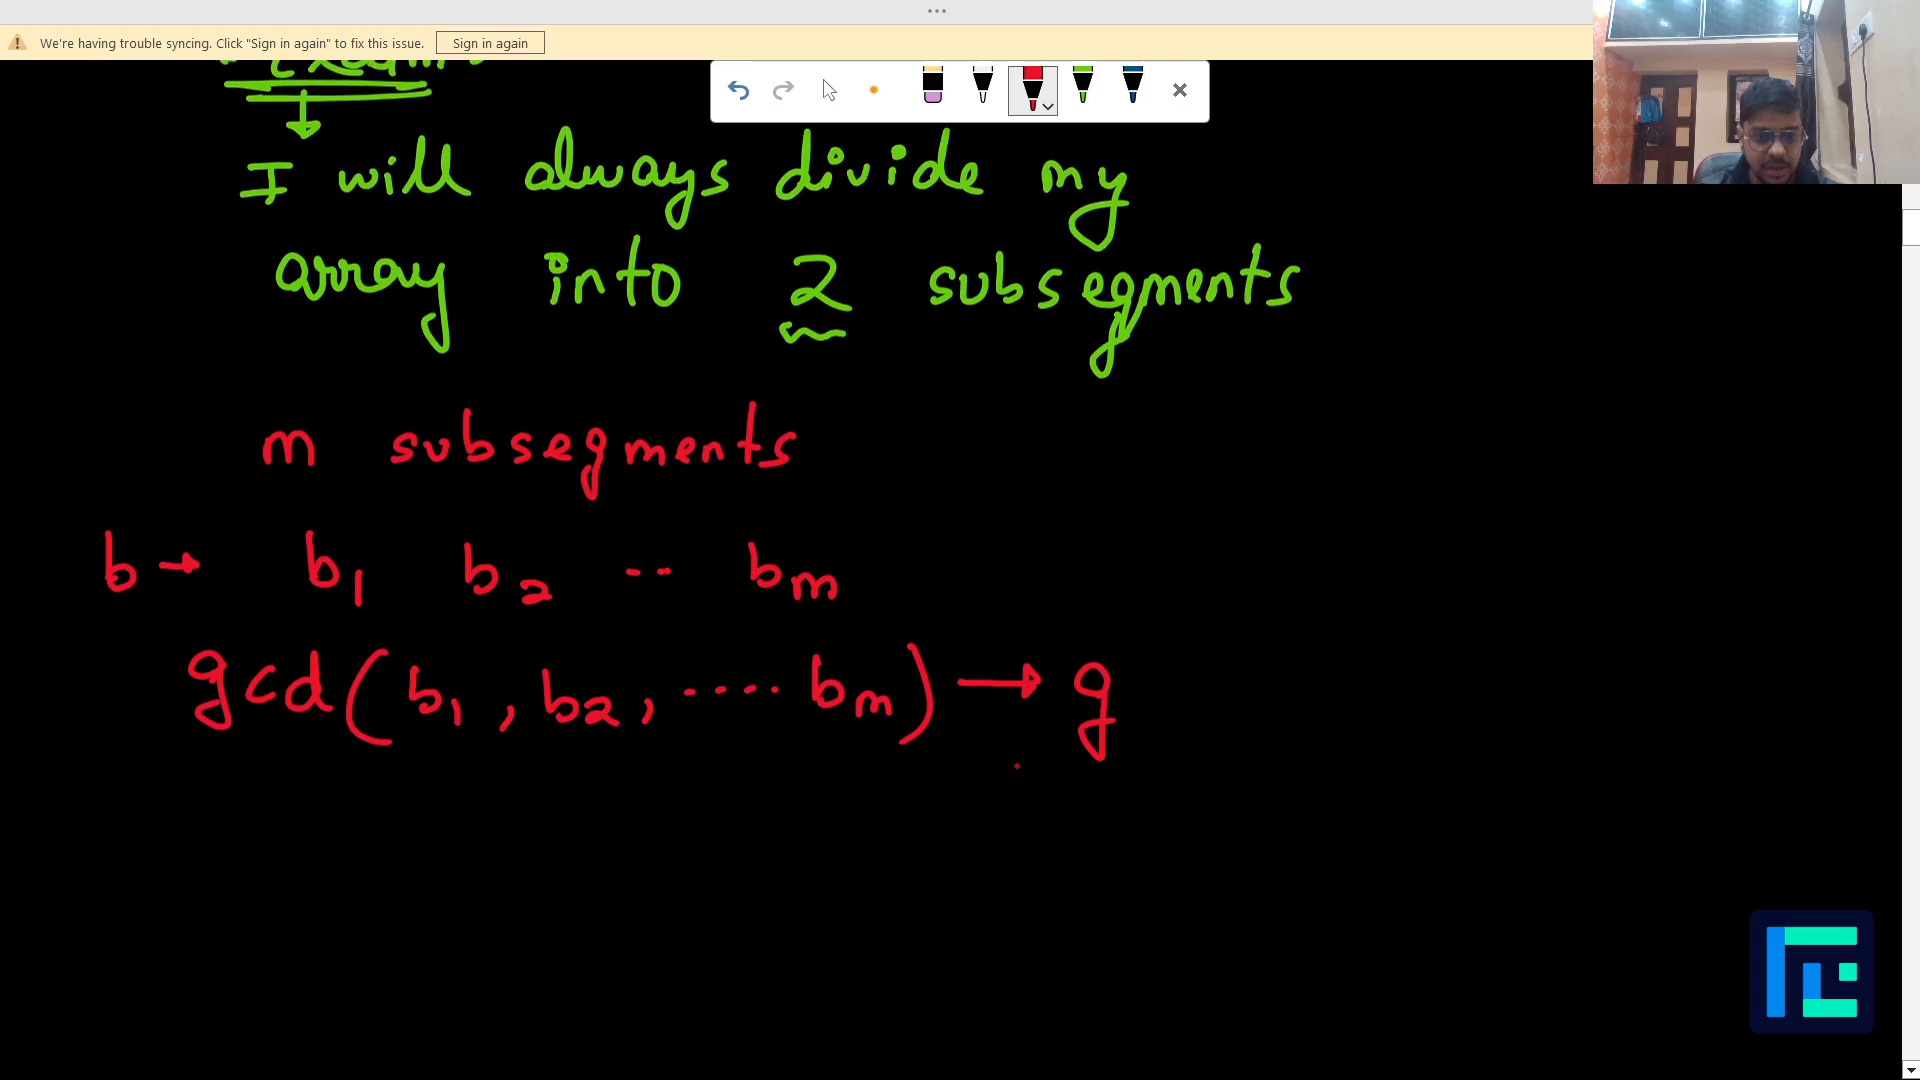 We're having trouble syncing. Click "Sign in again" to fix this issue. Sign in again
I will always divide my
array into 2 subsegments
m subsegments
b → b1 b2 .. bm
gcd(b1, b2, .... bm) → g